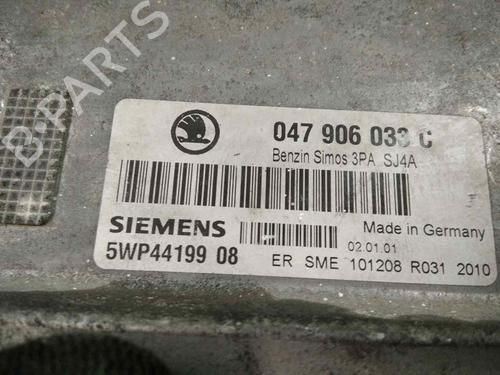 B-PARTS
047 906 033 C
Benzin Simos 3PA SJ4A
SIEMENS
Made in Germany
5WP44199 08
02.01.01
ER SME 101208 R031 2010